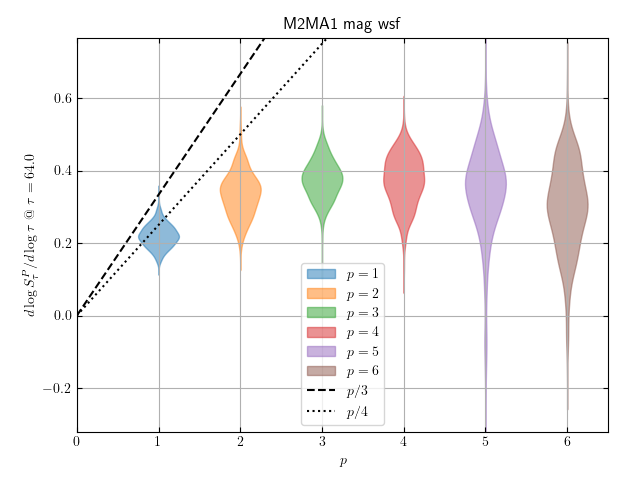 M2MA1 mag wsf
d log S_τ^P / d log τ @ τ = 64.0
0.6
0.4
0.2
0.0
−0.2
p = 1
p = 2
p = 3
p = 4
p = 5
p = 6
p/3
p/4
0 1 2 3 4 5 6
p